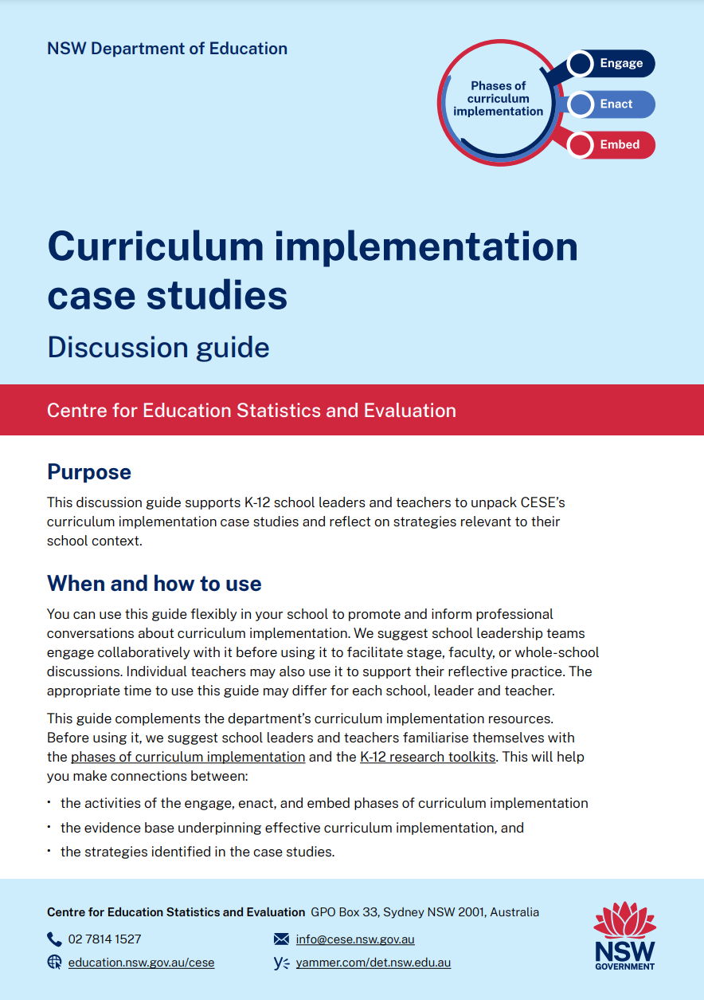 NSW Department of Education
Phases of
curriculum
implementation
Engage
Enact
Embed
Curriculum implementation
case studies
Discussion guide
Centre for Education Statistics and Evaluation
Purpose
This discussion guide supports K-12 school leaders and teachers to unpack CESE’s
curriculum implementation case studies and reflect on strategies relevant to their
school context.
When and how to use
You can use this guide flexibly in your school to promote and inform professional
conversations about curriculum implementation. We suggest school leadership teams
engage collaboratively with it before using it to facilitate stage, faculty, or whole-school
discussions. Individual teachers may also use it to support their reflective practice. The
appropriate time to use this guide may differ for each school, leader and teacher.
This guide complements the department’s curriculum implementation resources.
Before using it, we suggest school leaders and teachers familiarise themselves with
the phases of curriculum implementation and the K-12 research toolkits. This will help
you make connections between:
• the activities of the engage, enact, and embed phases of curriculum implementation
• the evidence base underpinning effective curriculum implementation, and
• the strategies identified in the case studies.
Centre for Education Statistics and Evaluation GPO Box 33, Sydney NSW 2001, Australia
02 7814 1527
info@cese.nsw.gov.au
education.nsw.gov.au/cese
yammer.com/det.nsw.edu.au
NSW
GOVERNMENT